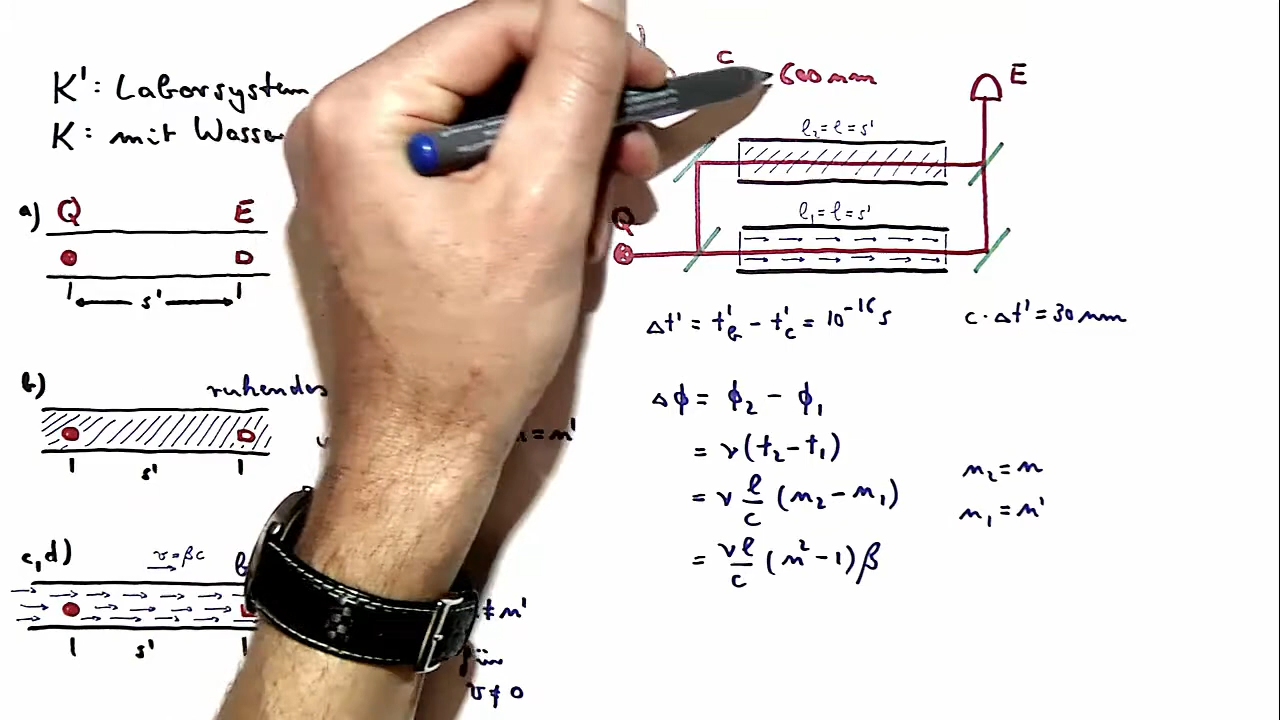 K': Laborsystem
K: mit
a) Q E
s'
b) ruhendes
= n'
s'
c,d) v = βc
≠ n'
s'
für
v ≠ 0
c 600 nm
E
l₂ = l = s'
Q
l₁ = l = s'
Δt' = t'b - t'c = 10⁻¹⁶ s c · Δt' = 30 nm
Δϕ = ϕ₂ - ϕ₁
= ν(t₂ - t₁)
n₂ = n
= ν l/c (n₂ - n₁)
n₁ = n'
= νl/c (n² - 1)β